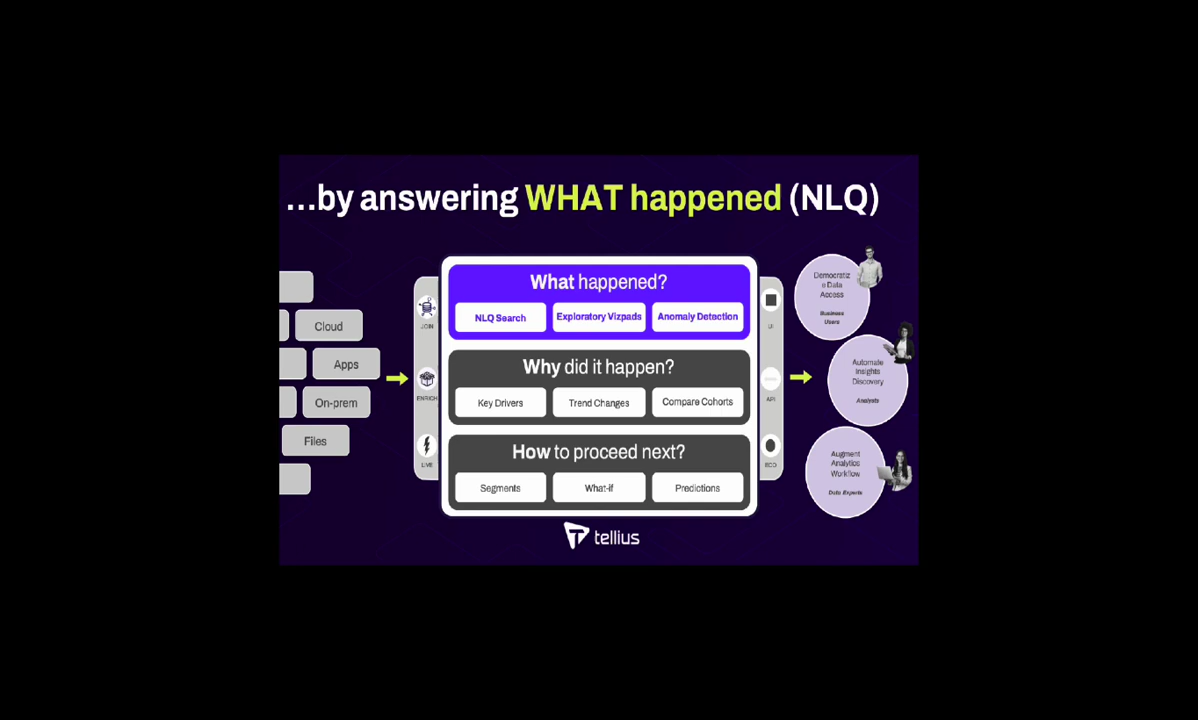 ...by answering WHAT happened (NLQ)
Cloud
Apps
On-prem
Files
JOIN
ENRICH
LIVE
What happened?
NLQ Search
Exploratory Vizpads
Anomaly Detection
Why did it happen?
Key Drivers
Trend Changes
Compare Cohorts
How to proceed next?
Segments
What-if
Predictions
UI
API
ECO
Democratiz
e Data
Access
Business
Users
Automate
Insights
Discovery
Analysts
Augment
Analytics
Workflow
Data Experts
tellius